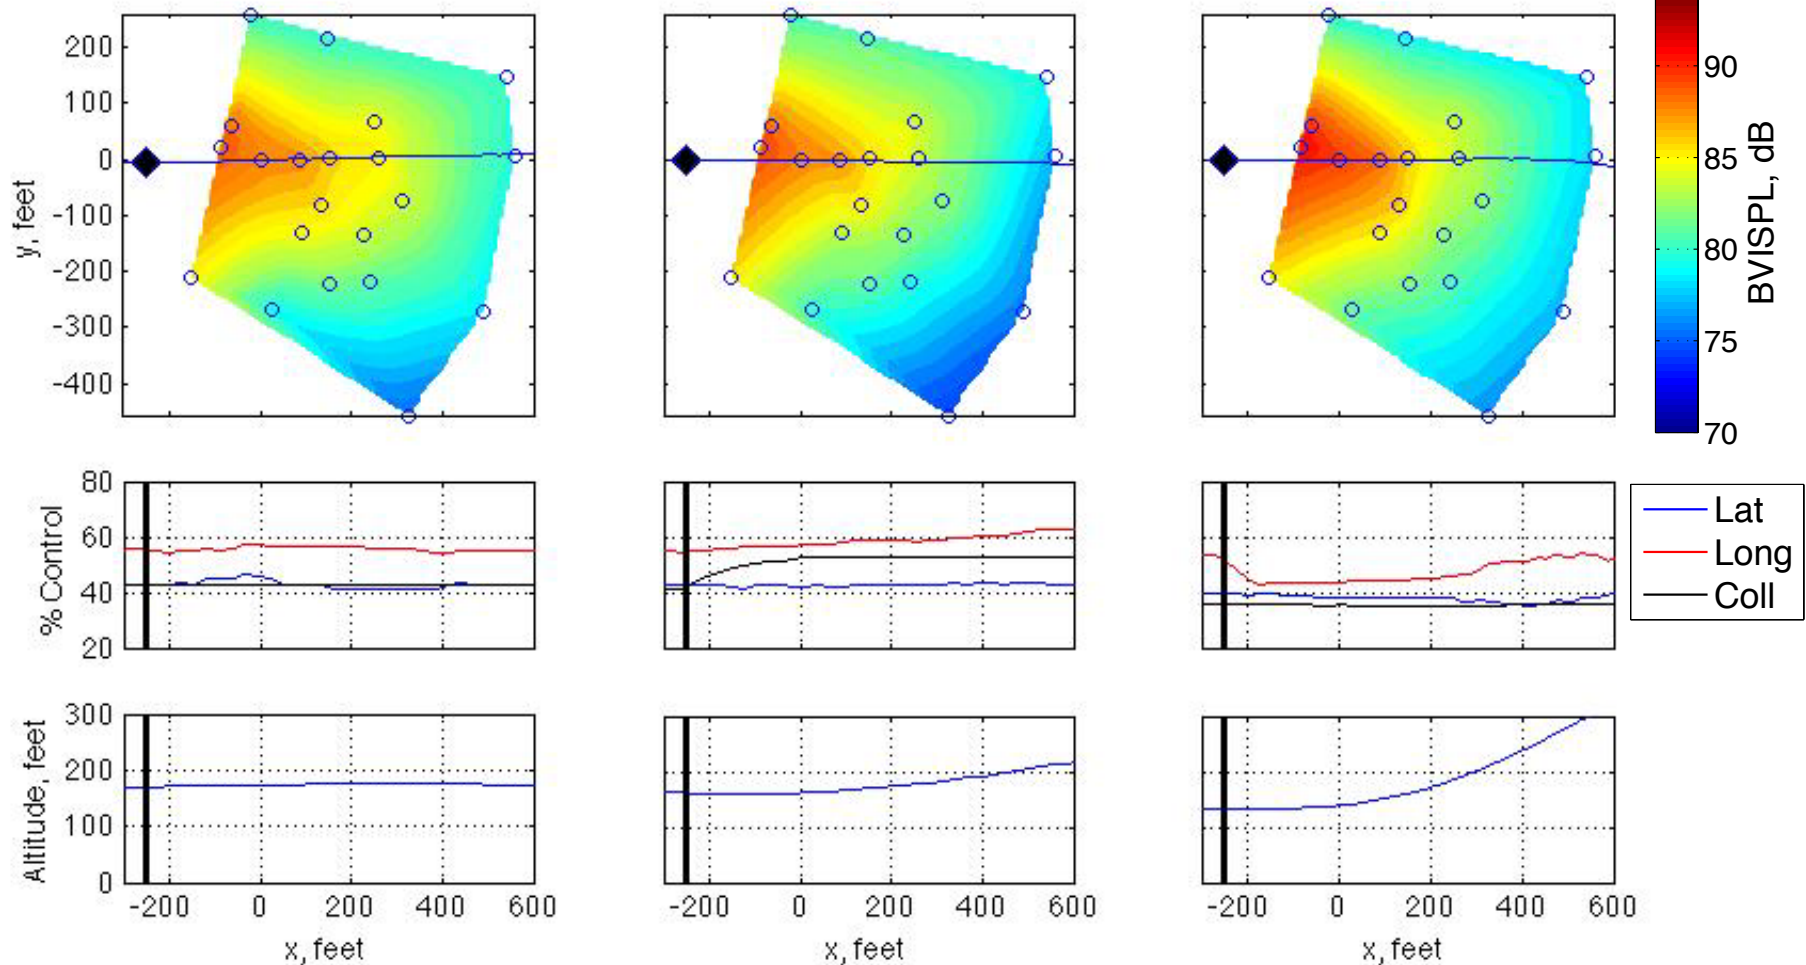 y, feet
200
100
0
-100
-200
-300
-400
90
85
80
75
70
BVISPL, dB
% Control
80
60
40
20
Lat
Long
Coll
Altitude, feet
300
200
100
0
-200 0 200 400 600
-200 0 200 400 600
-200 0 200 400 600
x, feet
x, feet
x, feet